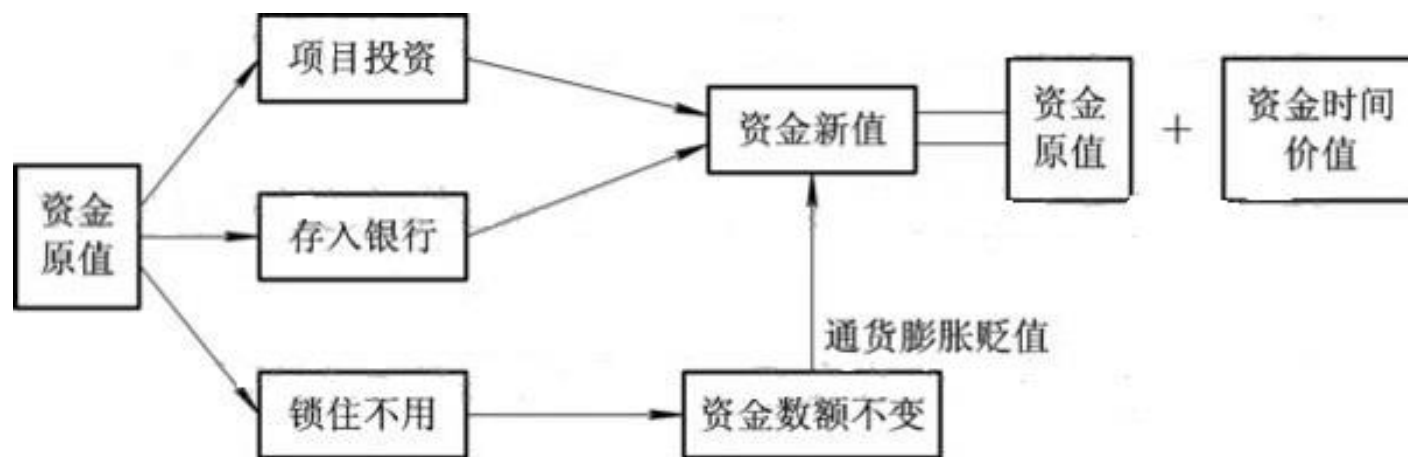 项目投资
资金
原值
存入银行
锁住不用
资金新值
资金
原值
+
资金时间
价值
通货膨胀贬值
资金数额不变